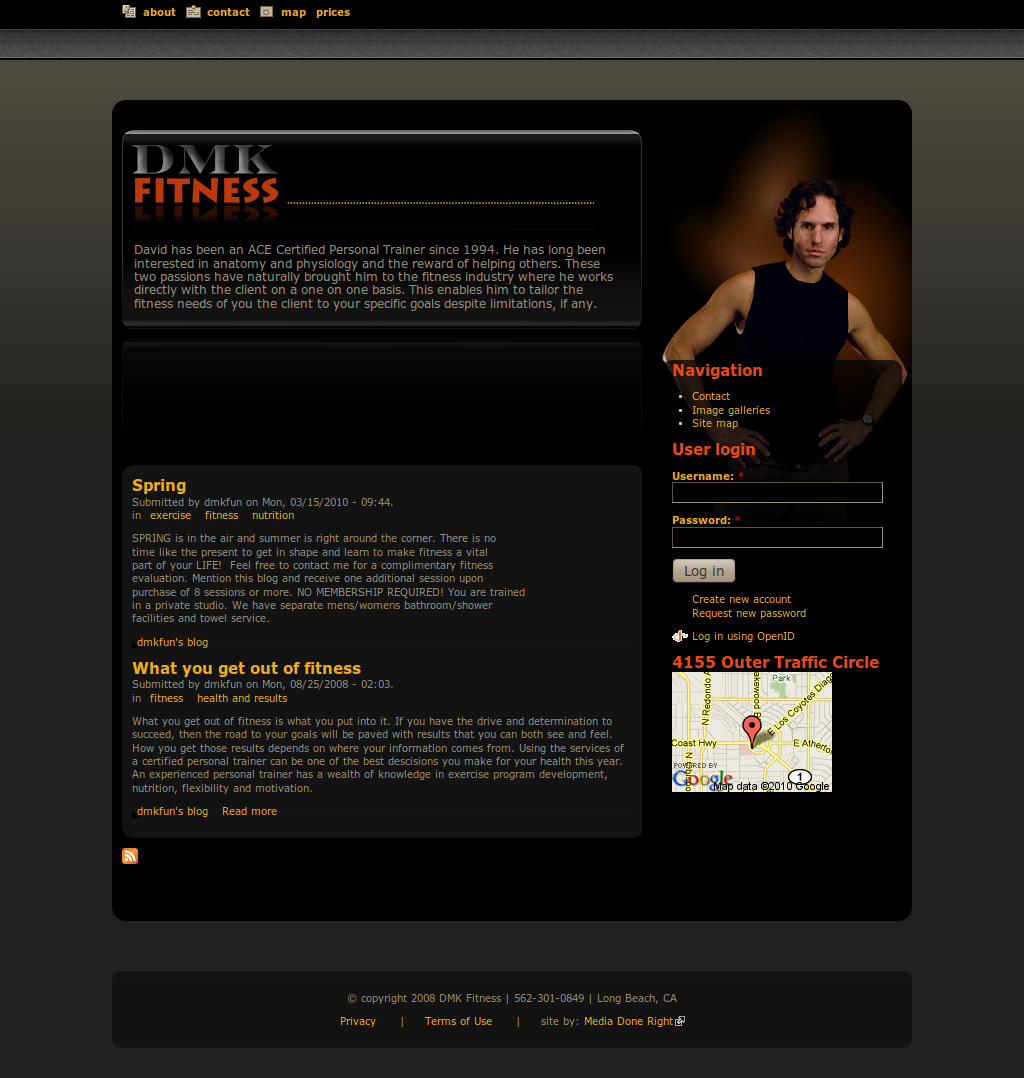 about contact map prices
DMK
FITNESS
David has been an ACE Certified Personal Trainer since 1994. He has long been
interested in anatomy and physiology and the reward of helping others. These
two passions have naturally brought him to the fitness industry where he works
directly with the client on a one on one basis. This enables him to tailor the
fitness needs of you the client to your specific goals despite limitations, if any.
Spring
Submitted by dmkfun on Mon, 03/15/2010 - 09:44.
in exercise fitness nutrition
SPRING is in the air and summer is right around the corner. There is no
time like the present to get in shape and learn to make fitness a vital
part of your LIFE!  Feel free to contact me for a complimentary fitness
evaluation. Mention this blog and receive one additional session upon
purchase of 8 sessions or more. NO MEMBERSHIP REQUIRED! You are trained
in a private studio. We have separate mens/womens bathroom/shower
facilities and towel service.
dmkfun's blog
What you get out of fitness
Submitted by dmkfun on Mon, 08/25/2008 - 02:03.
in fitness health and results
What you get out of fitness is what you put into it. If you have the drive and determination to
succeed, then the road to your goals will be paved with results that you can both see and feel.
How you get those results depends on where your information comes from. Using the services of
a certified personal trainer can be one of the best descisions you make for your health this year.
An experienced personal trainer has a wealth of knowledge in exercise program development,
nutrition, flexibility and motivation.
dmkfun's blog Read more
Navigation
Contact
Image galleries
Site map
User login
Username: *
Password: *
Log in
Create new account
Request new password
Log in using OpenID
4155 Outer Traffic Circle
Park
N Redondo A
akewood B
E Los Coyotes Diag
Coast Hwy
E Atherto
1
POWERED BY
Google
Map data ©2010 Google
© copyright 2008 DMK Fitness | 562-301-0849 | Long Beach, CA
Privacy | Terms of Use | site by: Media Done Right